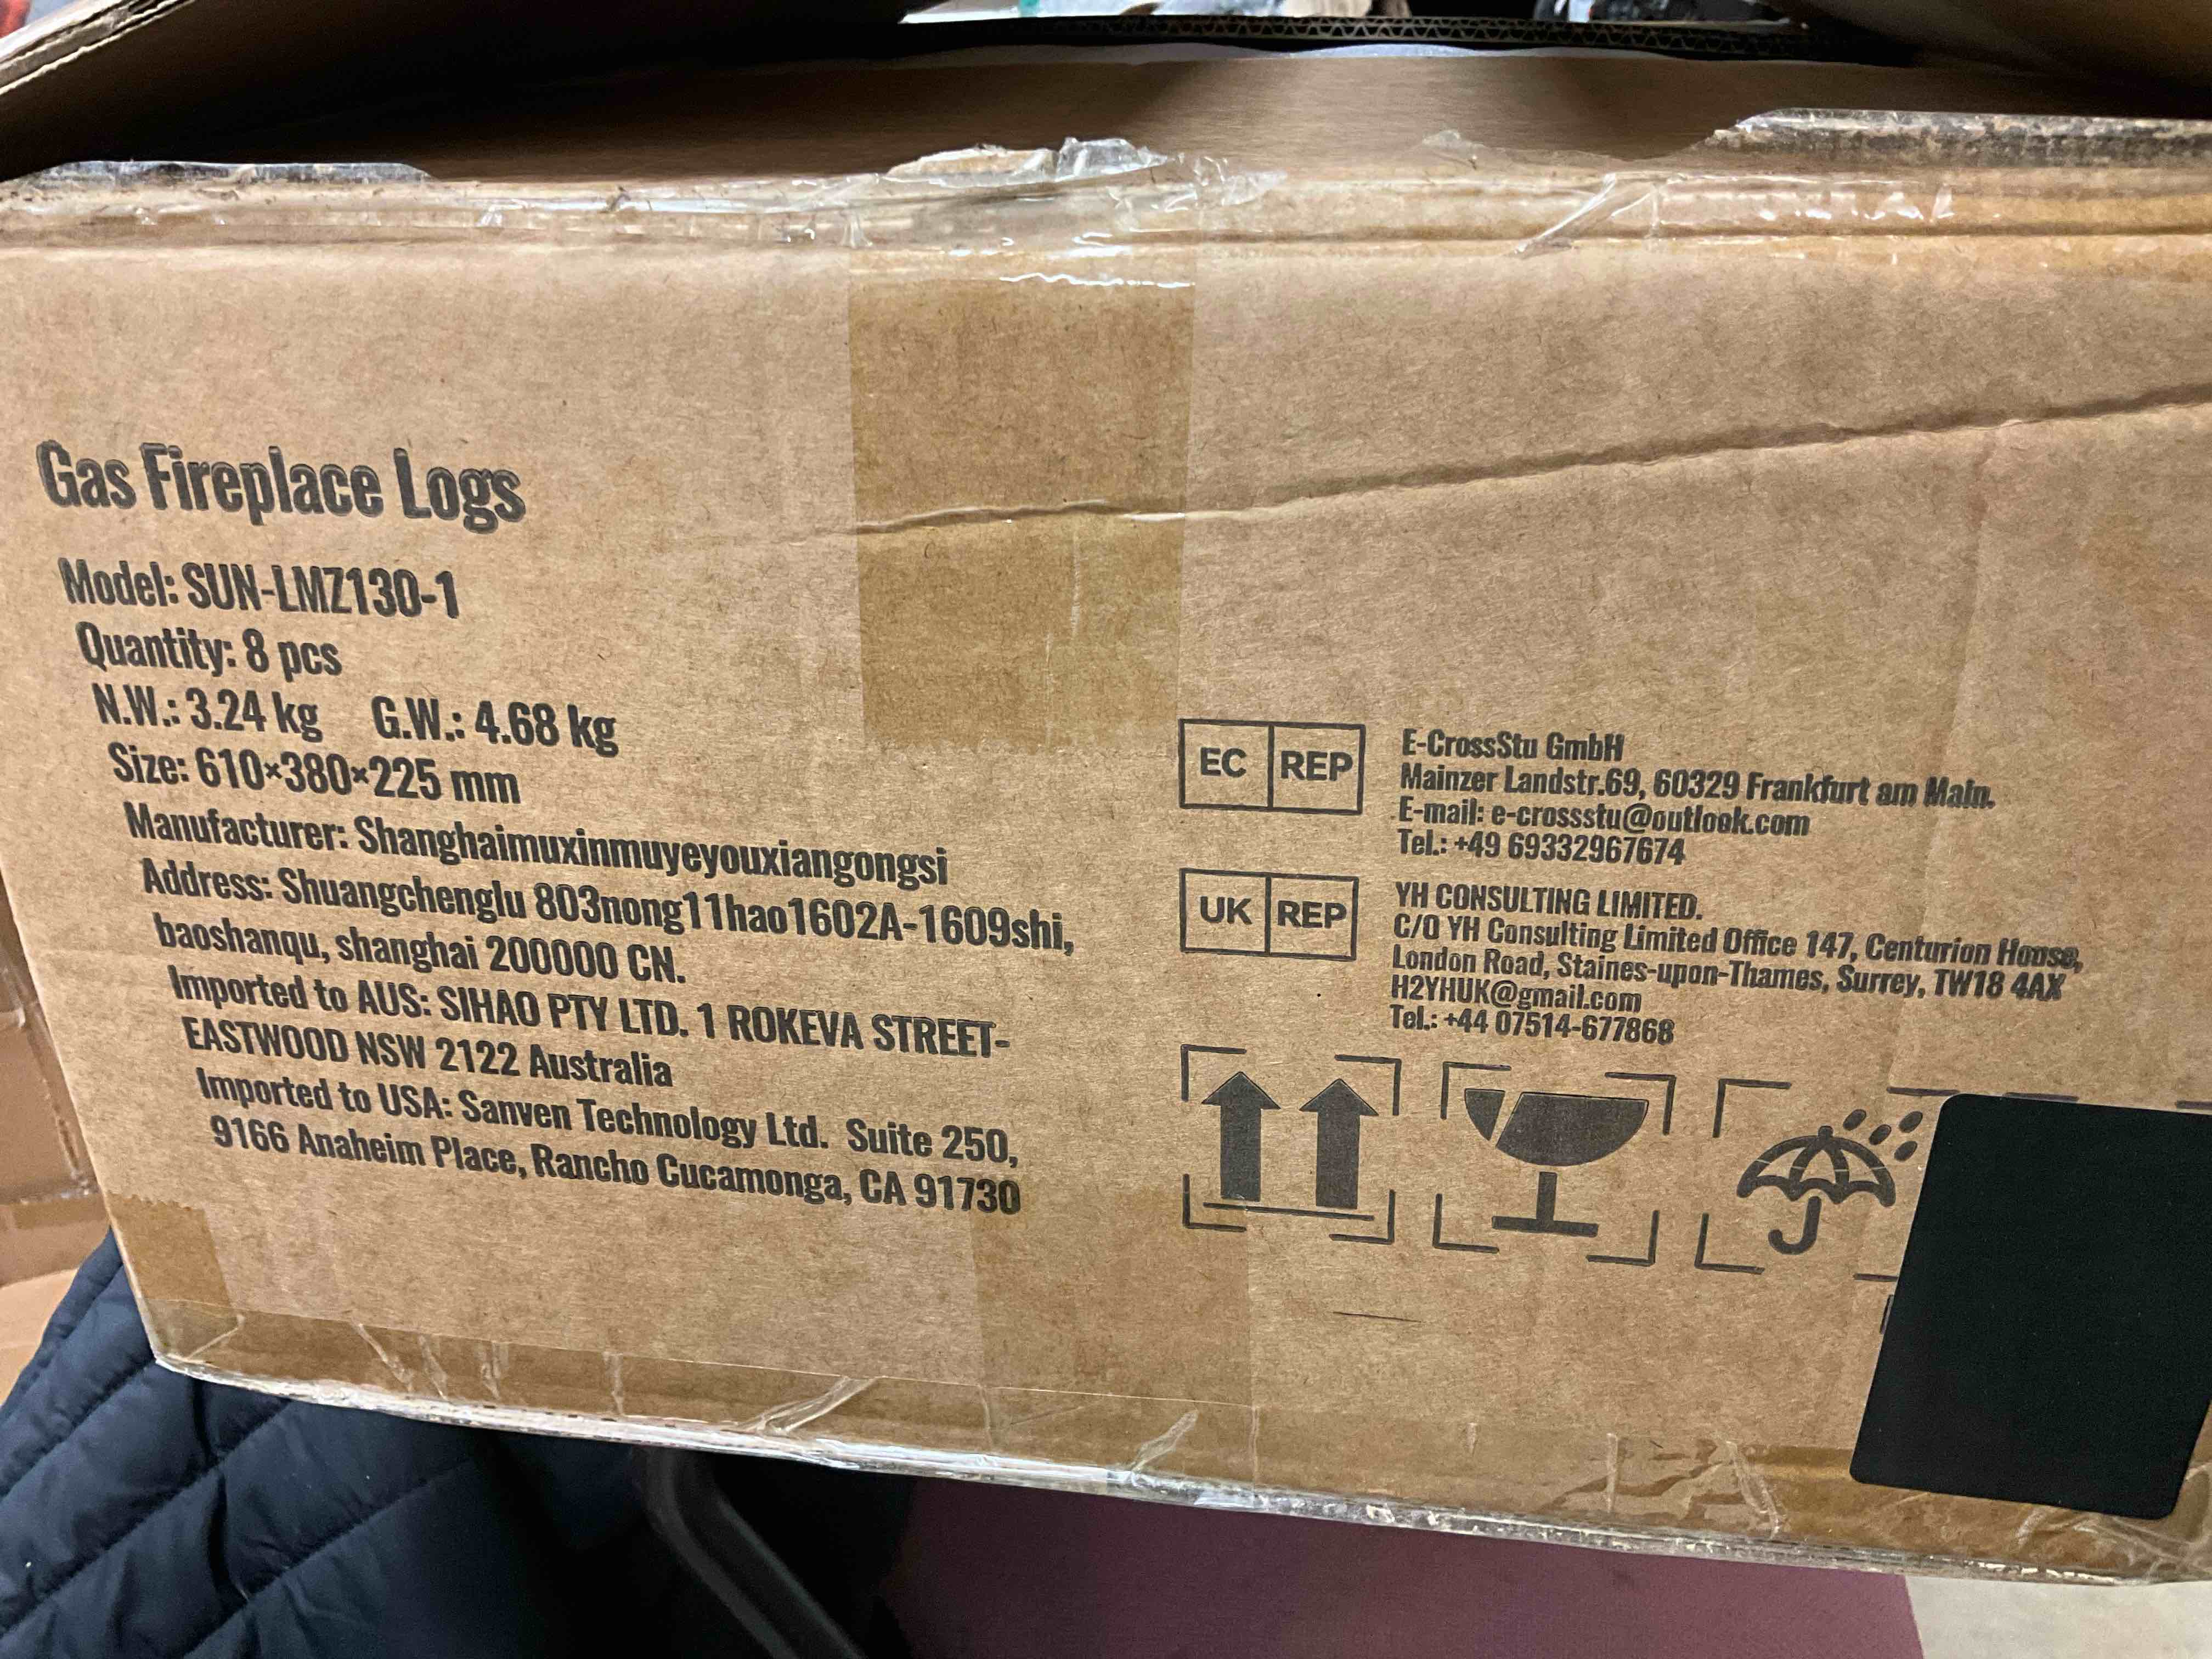 Gas Fireplace Logs
Model: SUN-LMZ130-1
Quantity: 8 pcs
N.W.: 3.24 kg G.W.: 4.68 kg
Size: 610×380×225 mm
Manufacturer: Shanghaimuxinmuyeyouxiangongsi
Address: Shuangchenglu 803nong11hao1602A-1609shi,
baoshanqu, shanghai 200000 CN.
Imported to AUS: SIHAO PTY LTD. 1 ROKEVA STREET-
EASTWOOD NSW 2122 Australia
Imported to USA: Sanven Technology Ltd. Suite 250,
9166 Anaheim Place, Rancho Cucamonga, CA 91730
EC REP
E-CrossStu GmbH
Mainzer Landstr.69, 60329 Frankfurt am Main.
E-mail: e-crossstu@outlook.com
Tel.: +49 69332967674
UK REP
YH CONSULTING LIMITED.
C/O YH Consulting Limited Office 147, Centurion House,
London Road, Staines-upon-Thames, Surrey, TW18 4AX
H2YHUK@gmail.com
Tel.: +44 07514-677868